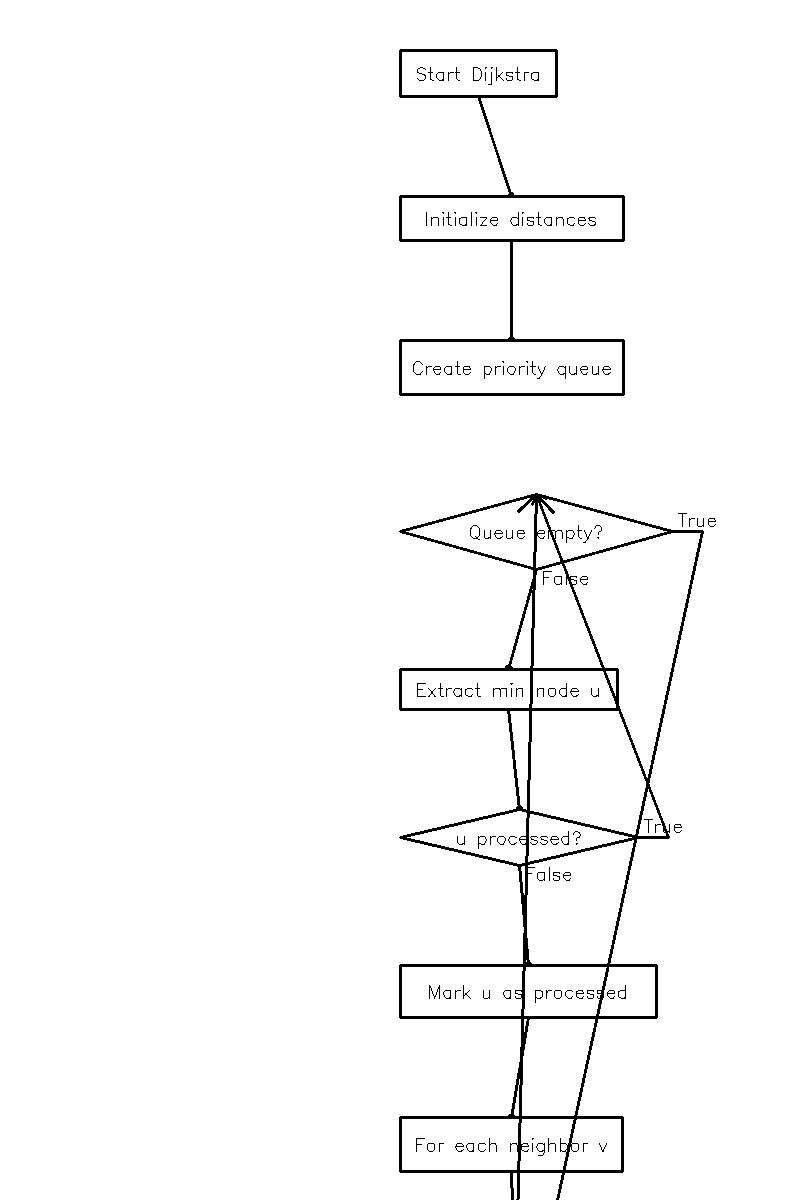 Start Dijkstra
Initialize distances
Create priority queue
Queue empty?
True
False
Extract min node u
u processed?
True
False
Mark u as processed
For each neighbor v